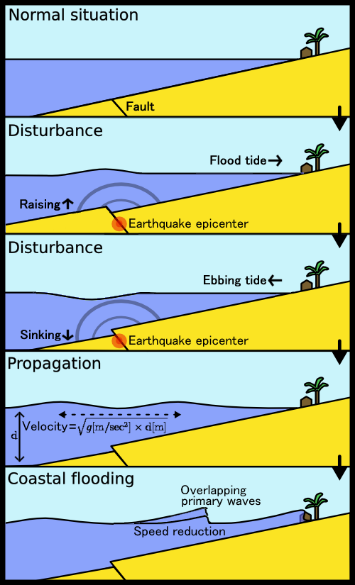 Normal situation
Fault
Disturbance
Flood tide→
Raising↑
Earthquake epicenter
Disturbance
Ebbing tide←
Sinking↓
Earthquake epicenter
Propagation
d
Velocity=√g[m/sec²] × d[m]
Coastal flooding
Overlapping
primary waves
Speed reduction